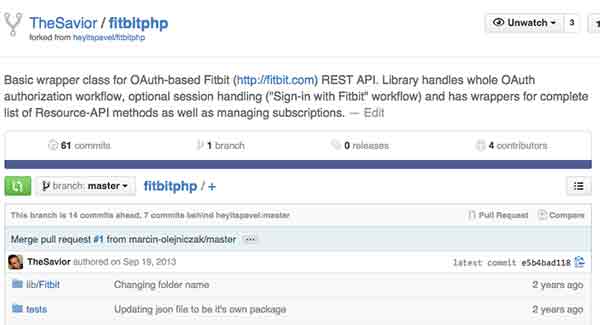 TheSavior / fitbitphp
forked from heyitspavel/fitbitphp
Unwatch 3
Basic wrapper class for OAuth-based Fitbit (http://fitbit.com) REST API. Library handles whole OAuth
authorization workflow, optional session handling ("Sign-in with Fitbit" workflow) and has wrappers for complete
list of Resource-API methods as well as managing subscriptions. — Edit
61 commits
1 branch
0 releases
4 contributors
branch: master
fitbitphp / +
This branch is 14 commits ahead, 7 commits behind heyitspavel:master
Pull Request
Compare
Merge pull request #1 from marcin-olejniczak/master ...
TheSavior authored on Sep 19, 2013
latest commit e5b4bad118
lib/Fitbit Changing folder name 2 years ago
tests Updating json file to be it's own package 2 years ago